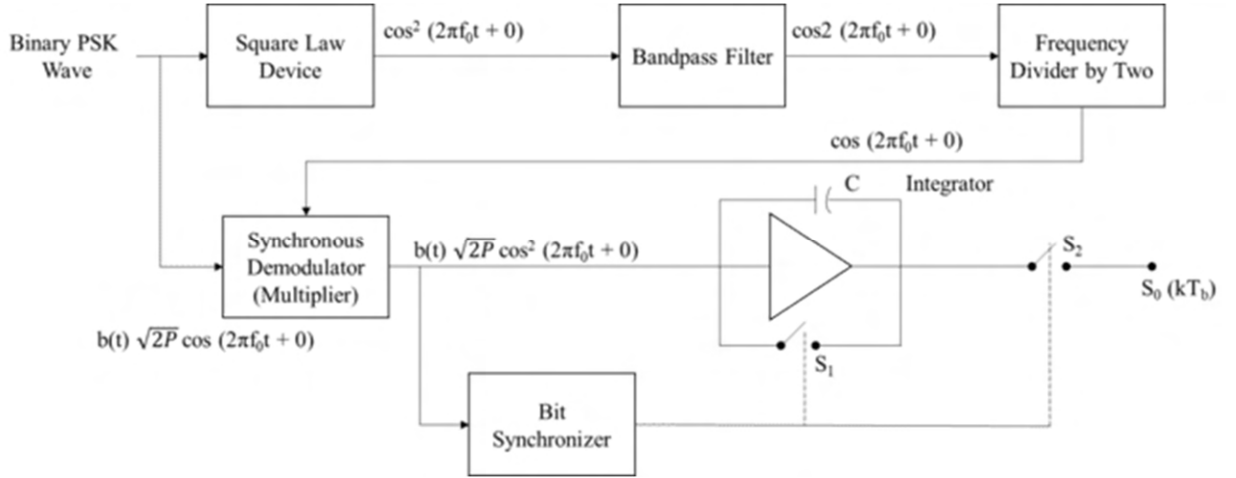 Binary PSK
Wave
Square Law
Device
cos² (2πf₀t + 0)
Bandpass Filter
cos2 (2πf₀t + 0)
Frequency
Divider by Two
cos (2πf₀t + 0)
Synchronous
Demodulator
(Multiplier)
b(t) √2P cos² (2πf₀t + 0)
C
Integrator
S₂
S₀ (kTb)
b(t) √2P cos (2πf₀t + 0)
S₁
Bit
Synchronizer